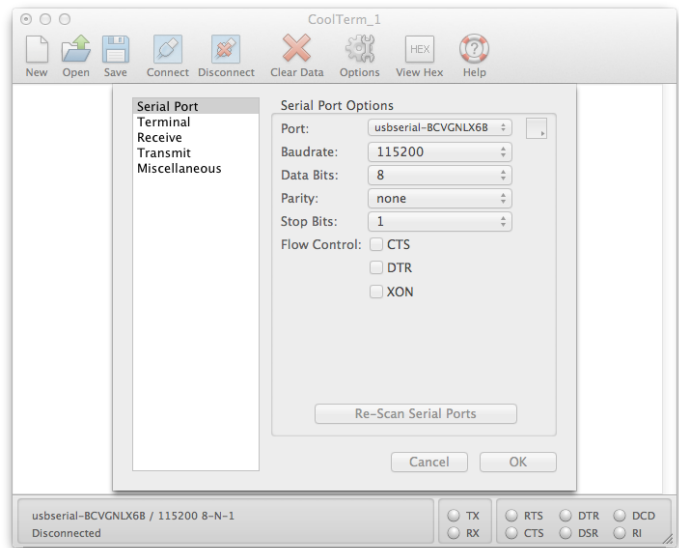 CoolTerm_1
New Open Save Connect Disconnect Clear Data Options View Hex Help
HEX
Serial Port
Terminal
Receive
Transmit
Miscellaneous
Serial Port Options
Port: usbserial-BCVGNLX6B
Baudrate: 115200
Data Bits: 8
Parity: none
Stop Bits: 1
Flow Control: CTS
DTR
XON
Re-Scan Serial Ports
Cancel OK
usbserial-BCVGNLX6B / 115200 8-N-1
Disconnected
TX RTS DTR DCD
RX CTS DSR RI